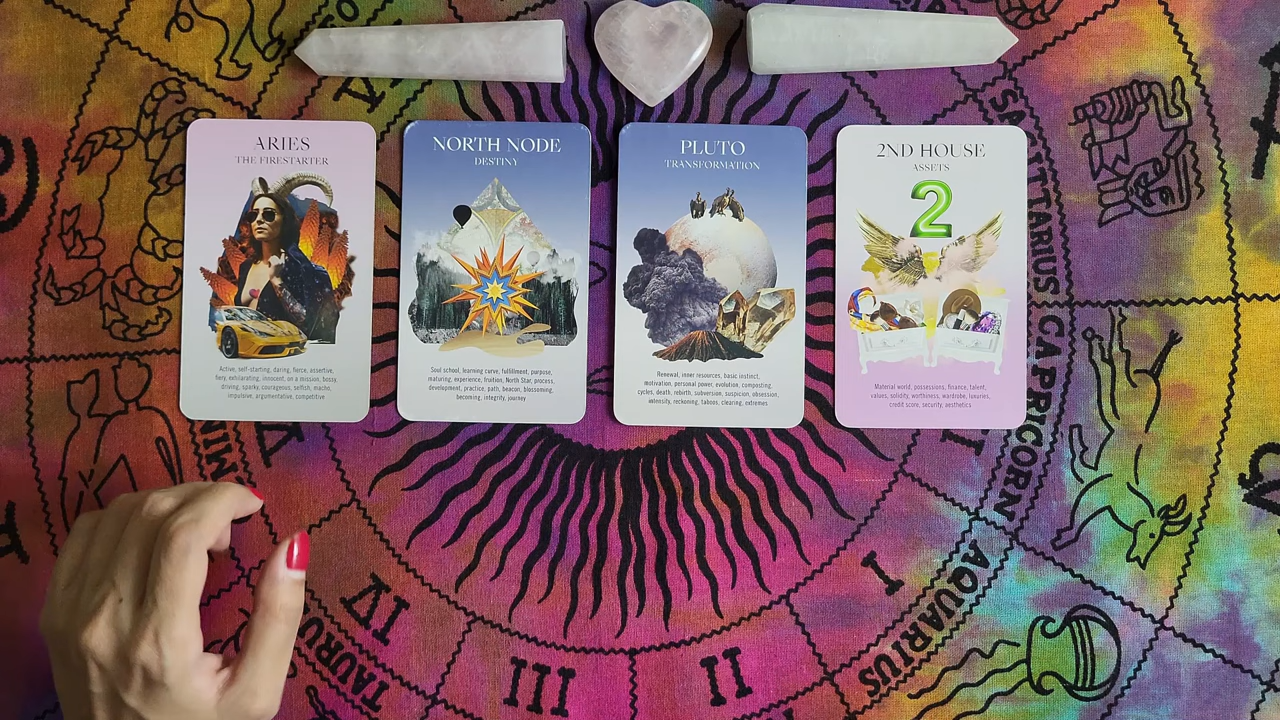 ARIES
THE FIRESTARTER
Active, self-starting, daring, fierce, assertive,
fiery, exhilarating, innocent, on a mission, bossy,
driving, sparky, courageous, selfish, macho,
impulsive, argumentative, competitive
NORTH NODE
DESTINY
Soul school, learning curve, fulfillment, purpose,
maturing, experience, fruition, North Star, process,
development, practice, path, beacon, blossoming,
becoming, integrity, journey
PLUTO
TRANSFORMATION
Renewal, inner resources, basic instinct,
motivation, personal power, evolution, composting,
cycles, death, rebirth, subversion, suspicion, obsession,
intensity, reckoning, taboos, clearing, extremes
2ND HOUSE
ASSETS
2
Material world, possessions, finance, talent,
values, solidity, worthiness, wardrobe, luxuries,
credit score, security, aesthetics
SAGITTARIUS
CAPRICORN
AQUARIUS
TAURUS
I
II
III
IV